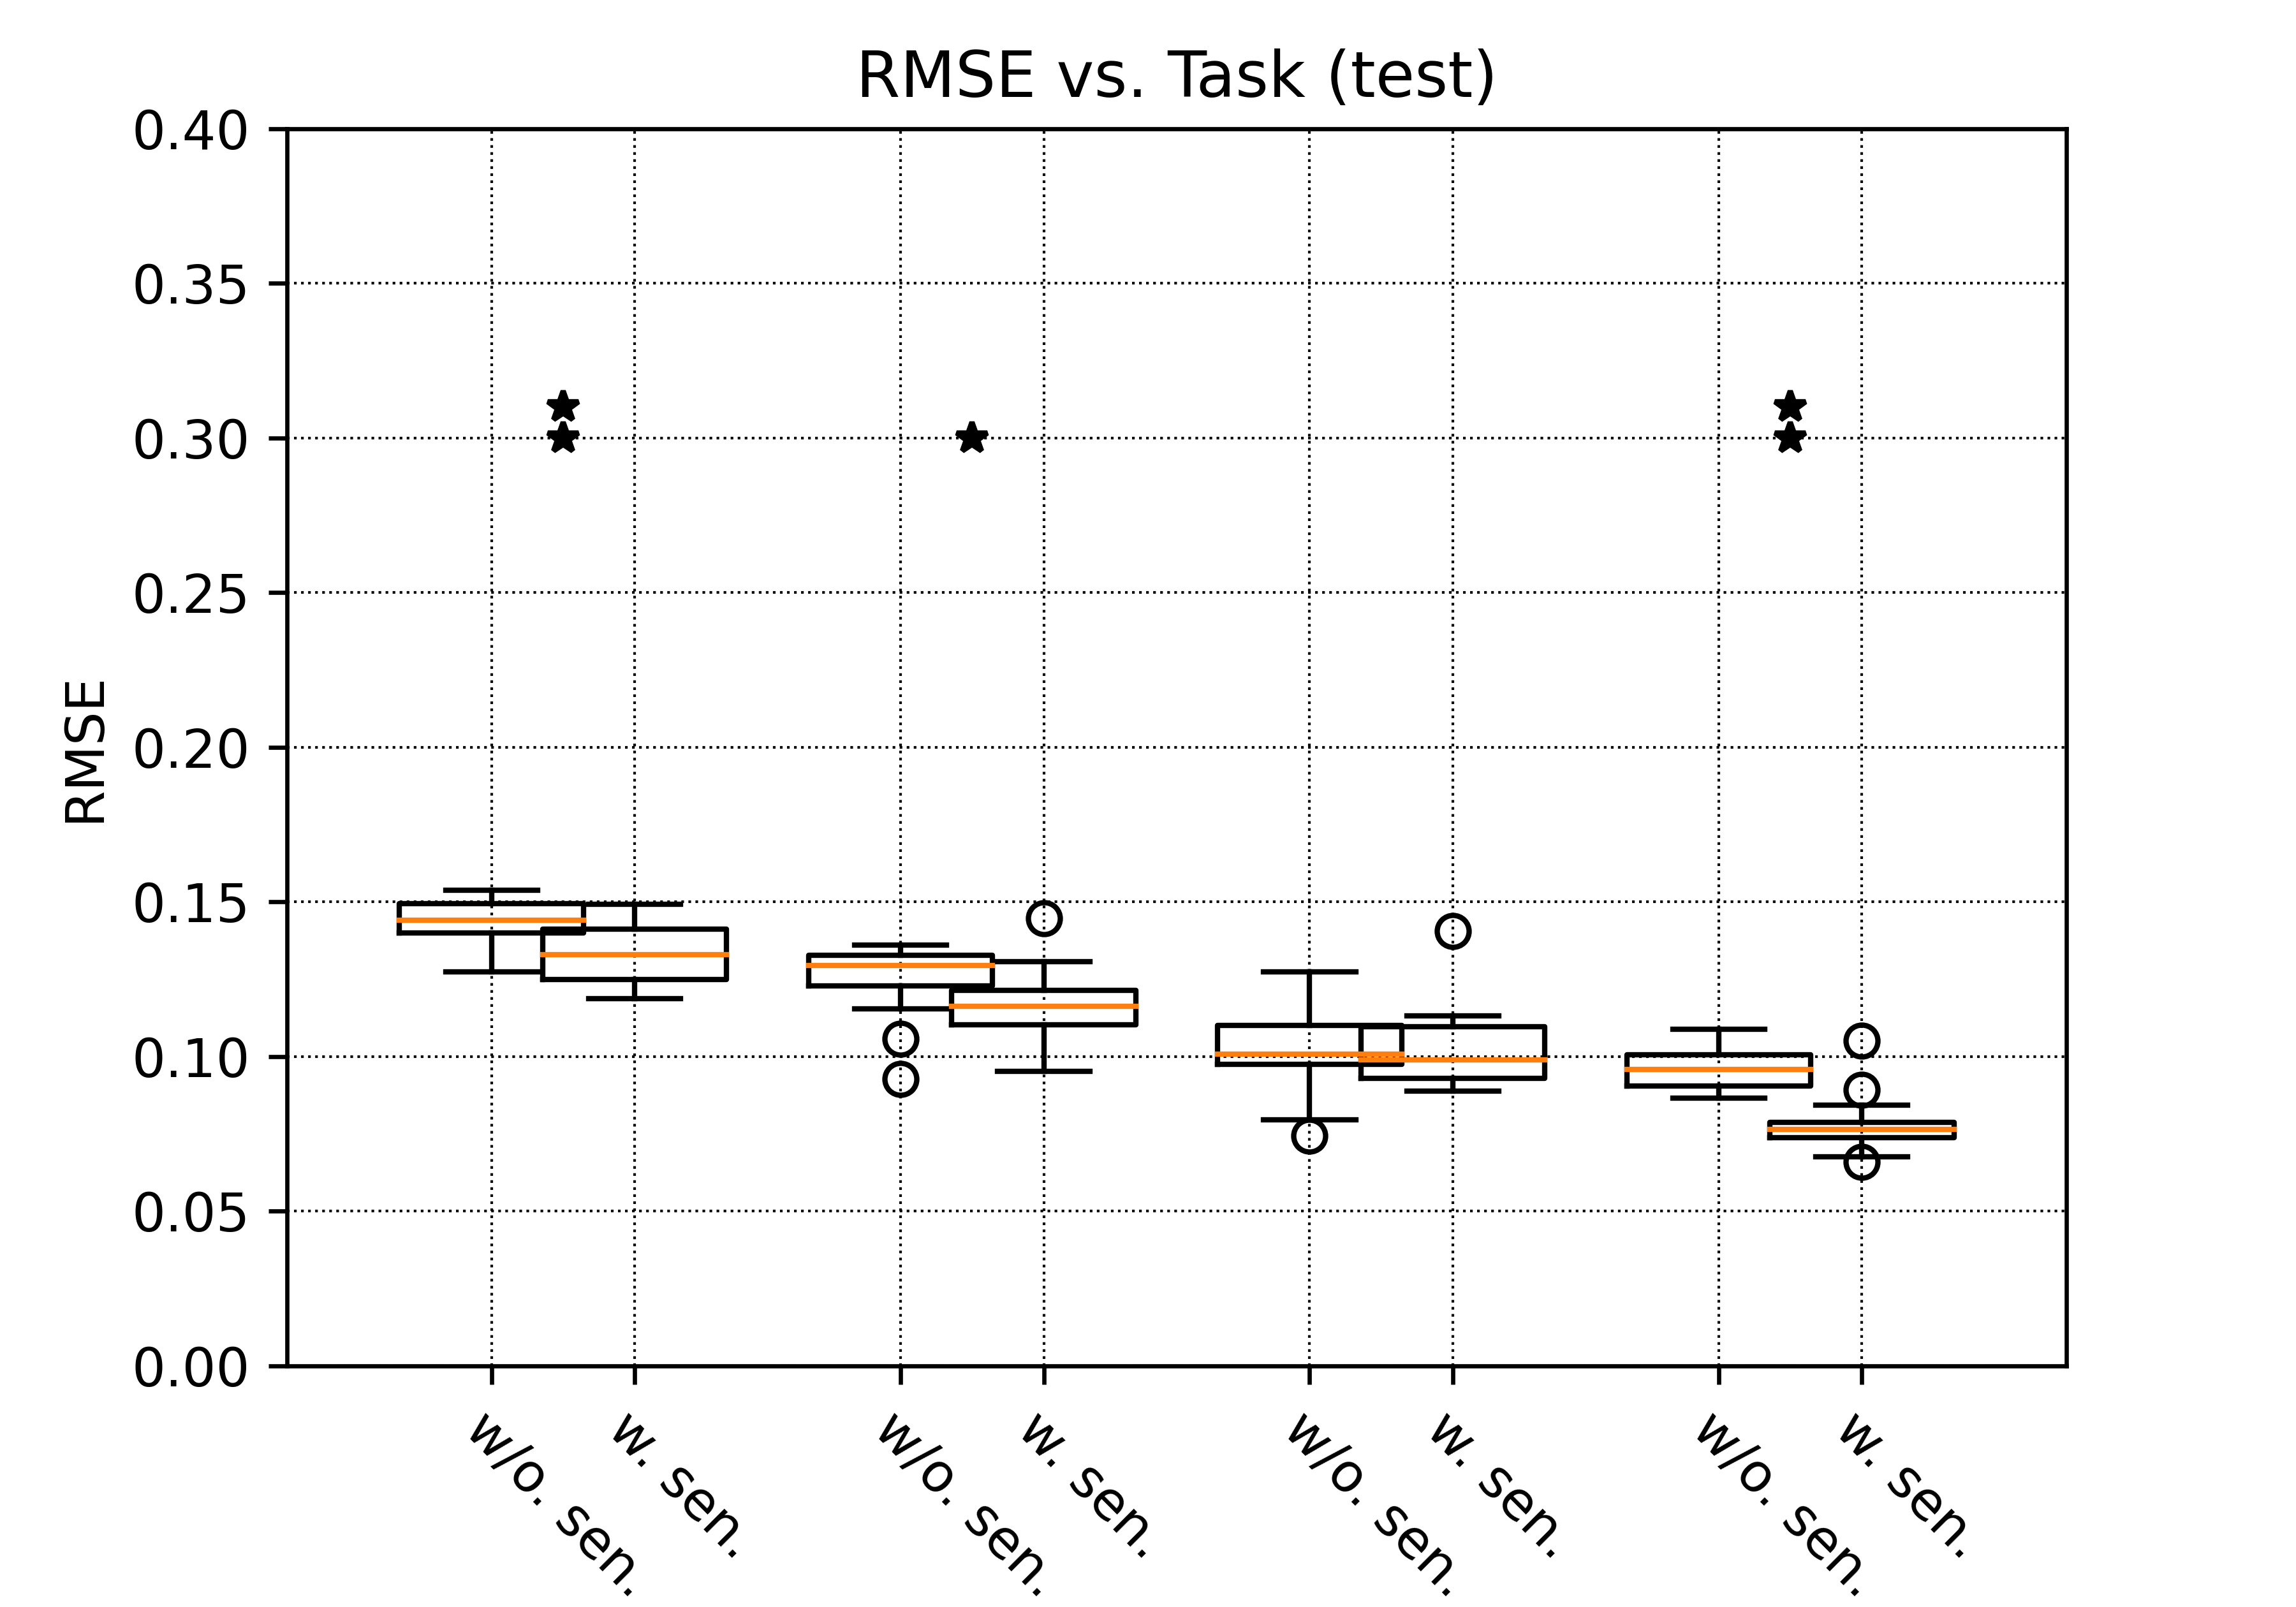 RMSE vs. Task (test)
RMSE
0.40
0.35
0.30
0.25
0.20
0.15
0.10
0.05
0.00
w/o. sen.
w. sen.
w/o. sen.
w. sen.
w/o. sen.
w. sen.
w/o. sen.
w. sen.